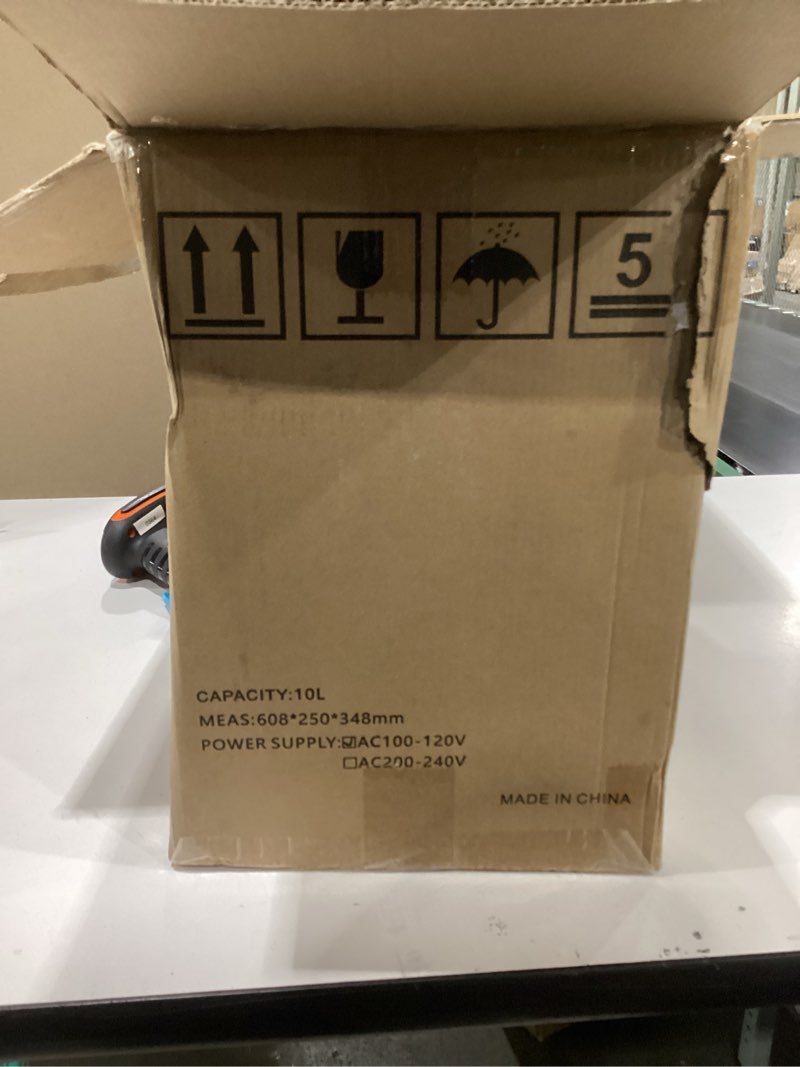 5
CAPACITY:10L
MEAS:608*250*348mm
POWER SUPPLY:☑AC100-120V
☐AC200-240V
MADE IN CHINA